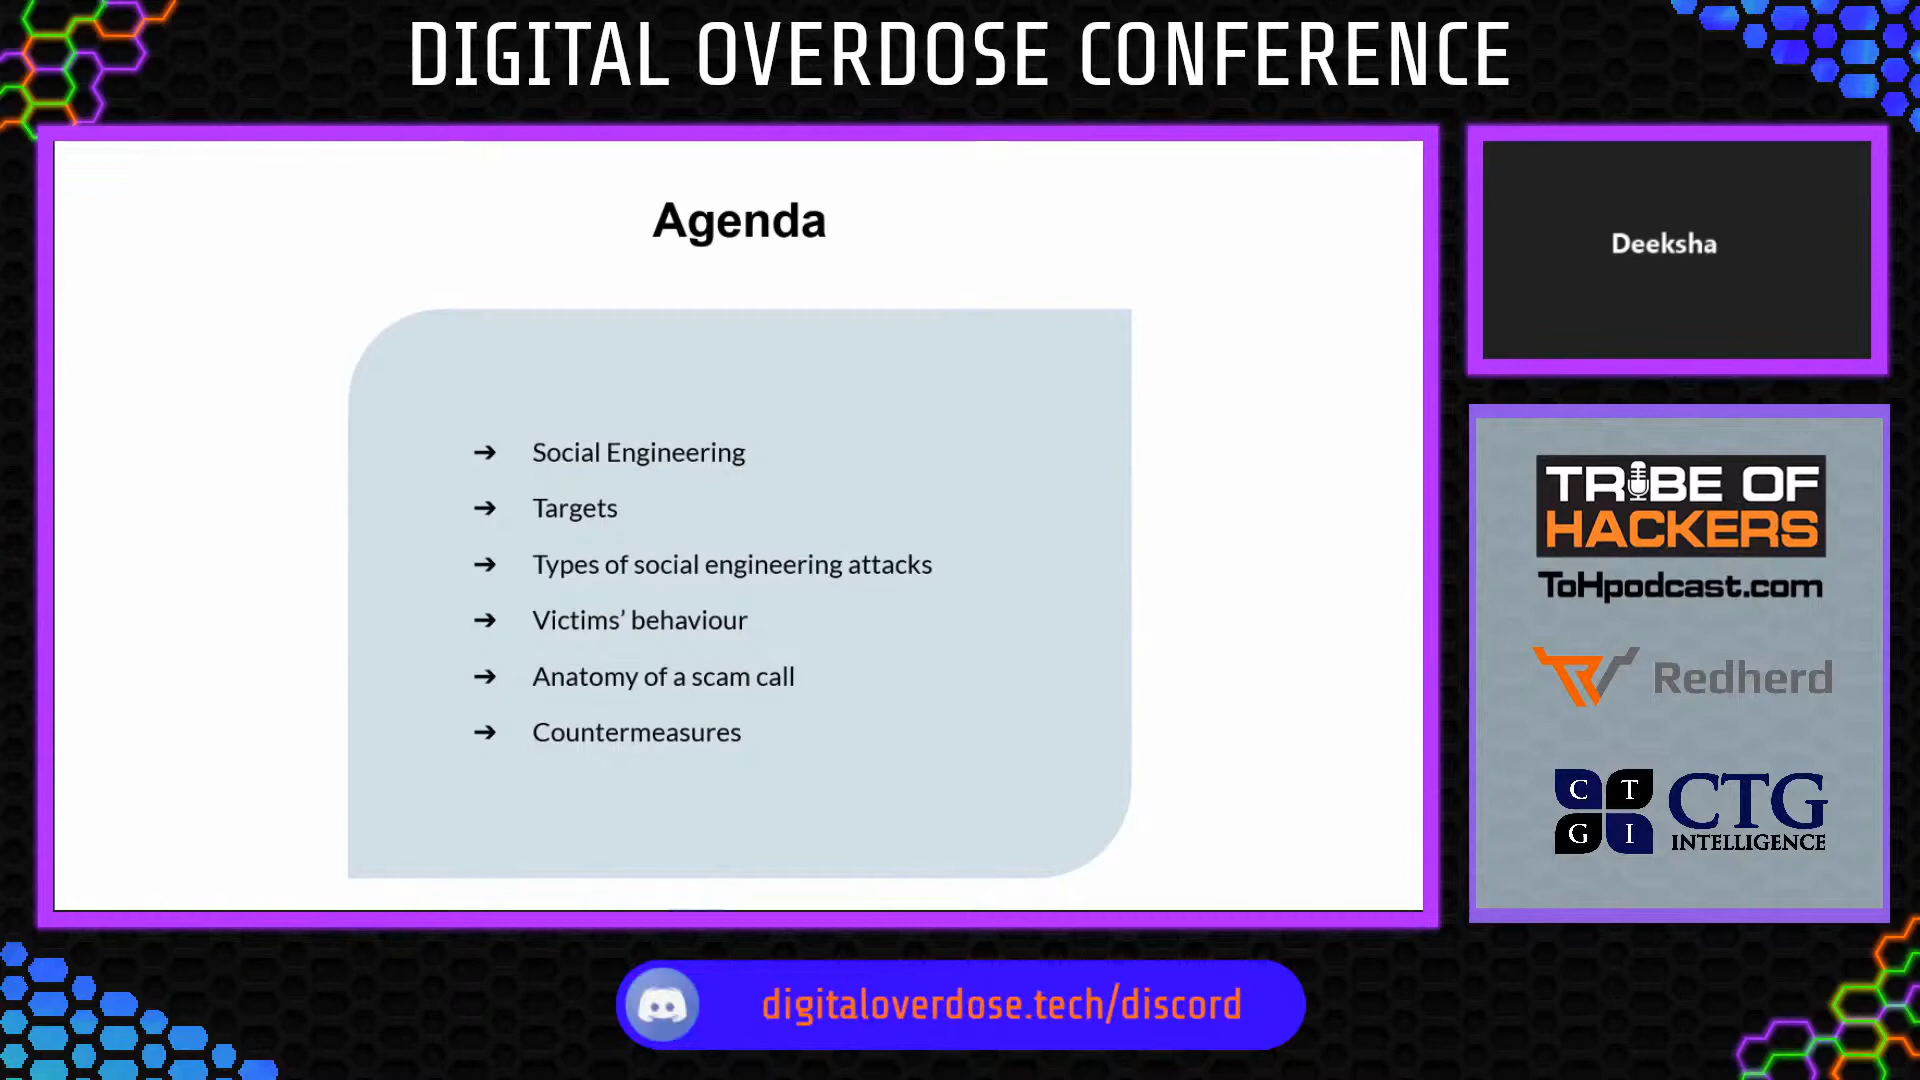 DIGITAL OVERDOSE CONFERENCE
Agenda
➔ Social Engineering
➔ Targets
➔ Types of social engineering attacks
➔ Victims’ behaviour
➔ Anatomy of a scam call
➔ Countermeasures
Deeksha
TRIBE OF
HACKERS
ToHpodcast.com
Redherd
C T
G I
CTG
INTELLIGENCE
digitaloverdose.tech/discord